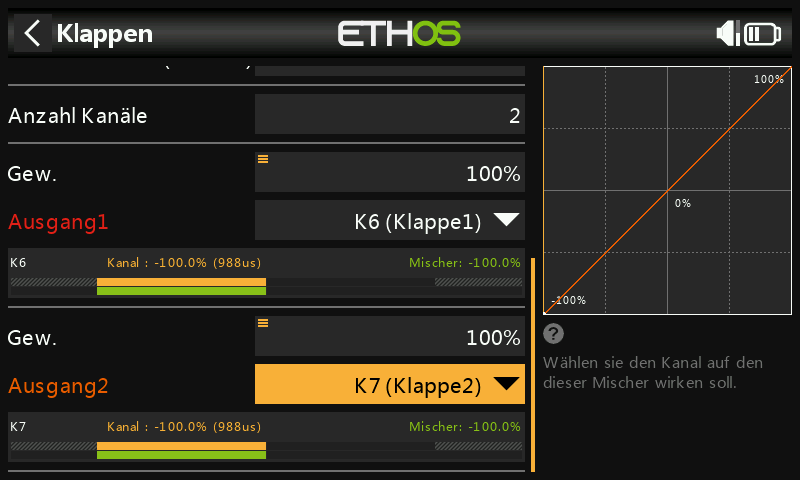 Klappen
ETHOS
Anzahl Kanäle
2
Gew.
100%
Ausgang1
K6 (Klappe1)
K6
Kanal : -100.0% (988us)
Mischer: -100.0%
Gew.
100%
Ausgang2
K7 (Klappe2)
K7
Kanal : -100.0% (988us)
Mischer: -100.0%
100%
0%
-100%
?
Wählen sie den Kanal auf den
dieser Mischer wirken soll.